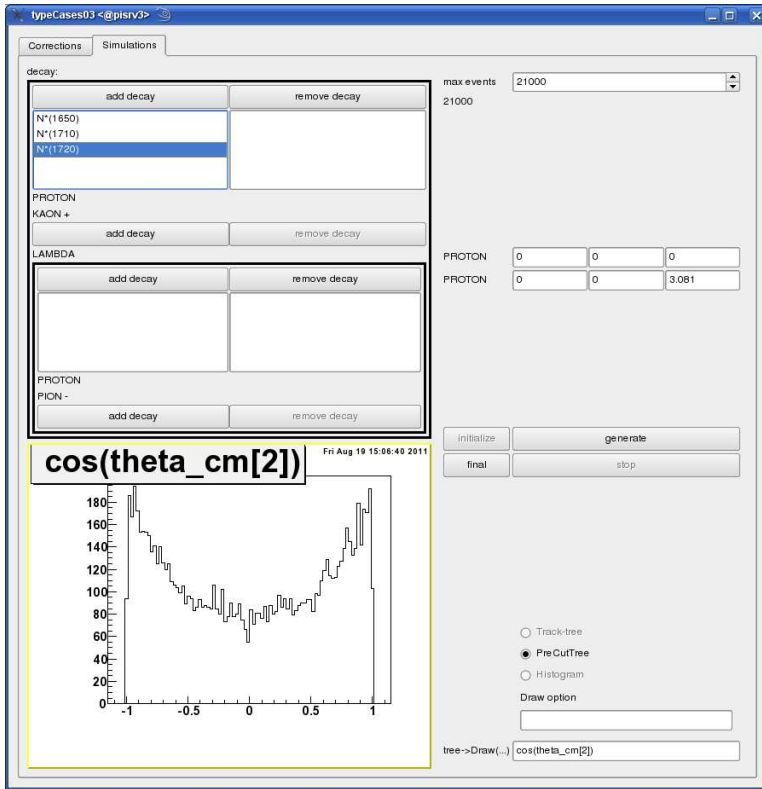 typeCases03 <@pisrv3>
Corrections Simulations
decay:
add decay remove decay
N*(1650)
N*(1710)
N*(1720)
PROTON
KAON +
add decay remove decay
LAMBDA
add decay remove decay
PROTON
PION -
add decay remove decay
max events 21000
21000
PROTON 0 0 0
PROTON 0 0 3.081
initialize generate
final stop
cos(theta_cm[2])
Fri Aug 19 15:06:40 2011
180
160
140
120
100
80
60
40
20
0
-1 -0.5 0 0.5 1
Track-tree
PreCutTree
Histogram
Draw option
tree->Draw(...) cos(theta_cm[2])